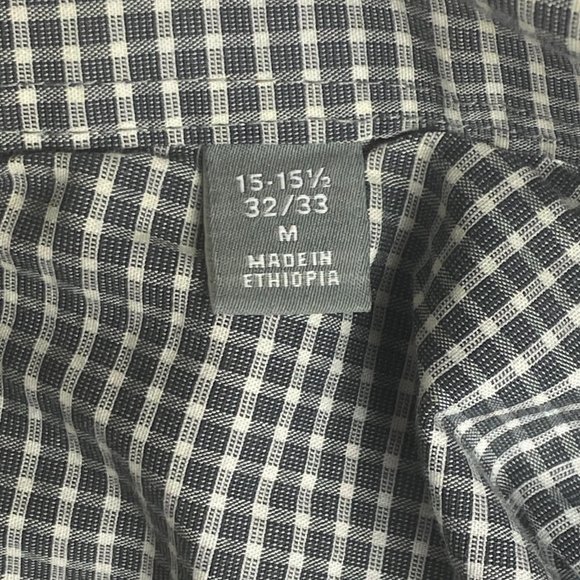 15-15½
32/33
M
MADE IN
ETHIOPIA